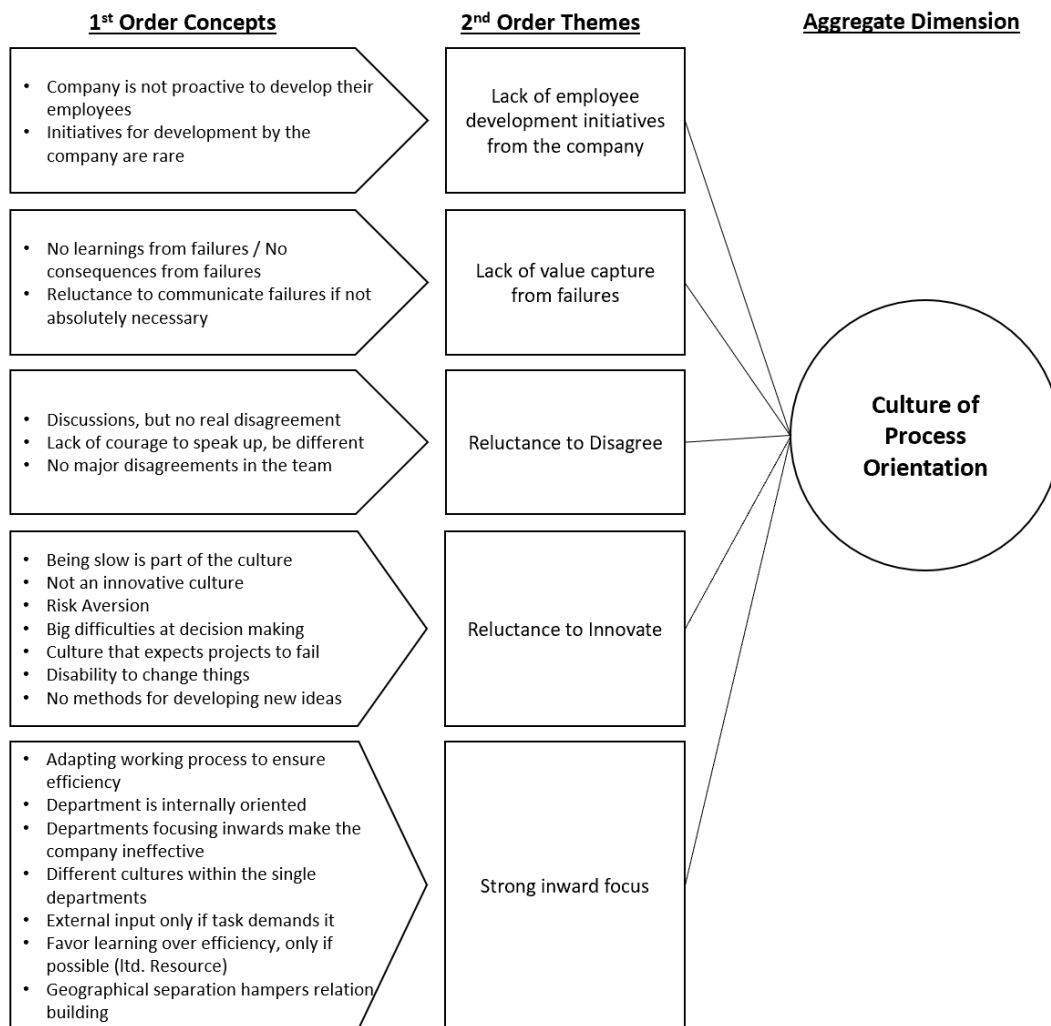 1st Order Concepts
2nd Order Themes
Aggregate Dimension
• Company is not proactive to develop their
employees
• Initiatives for development by the
company are rare
Lack of employee
development initiatives
from the company
• No learnings from failures / No
consequences from failures
• Reluctance to communicate failures if not
absolutely necessary
Lack of value capture
from failures
• Discussions, but no real disagreement
• Lack of courage to speak up, be different
• No major disagreements in the team
Reluctance to Disagree
Culture of
Process
Orientation
• Being slow is part of the culture
• Not an innovative culture
• Risk Aversion
• Big difficulties at decision making
• Culture that expects projects to fail
• Disability to change things
• No methods for developing new ideas
Reluctance to Innovate
• Adapting working process to ensure
efficiency
• Department is internally oriented
• Departments focusing inwards make the
company ineffective
• Different cultures within the single
departments
• External input only if task demands it
• Favor learning over efficiency, only if
possible (ltd. Resource)
• Geographical separation hampers relation
building
Strong inward focus